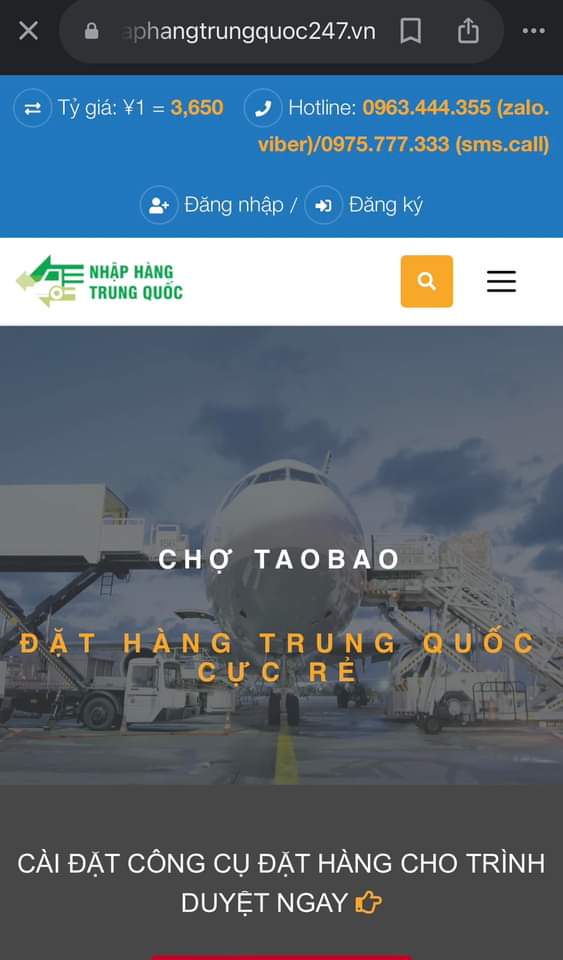 aphangtrungquoc247.vn
Tỷ giá: ¥1 = 3,650
Hotline: 0963.444.355 (zalo.
viber)/0975.777.333 (sms.call)
Đăng nhập / Đăng ký
NHẬP HÀNG
TRUNG QUỐC
CHỢ TAOBAO
ĐẶT HÀNG TRUNG QUỐC
CỰC RẺ
CÀI ĐẶT CÔNG CỤ ĐẶT HÀNG CHO TRÌNH
DUYỆT NGAY